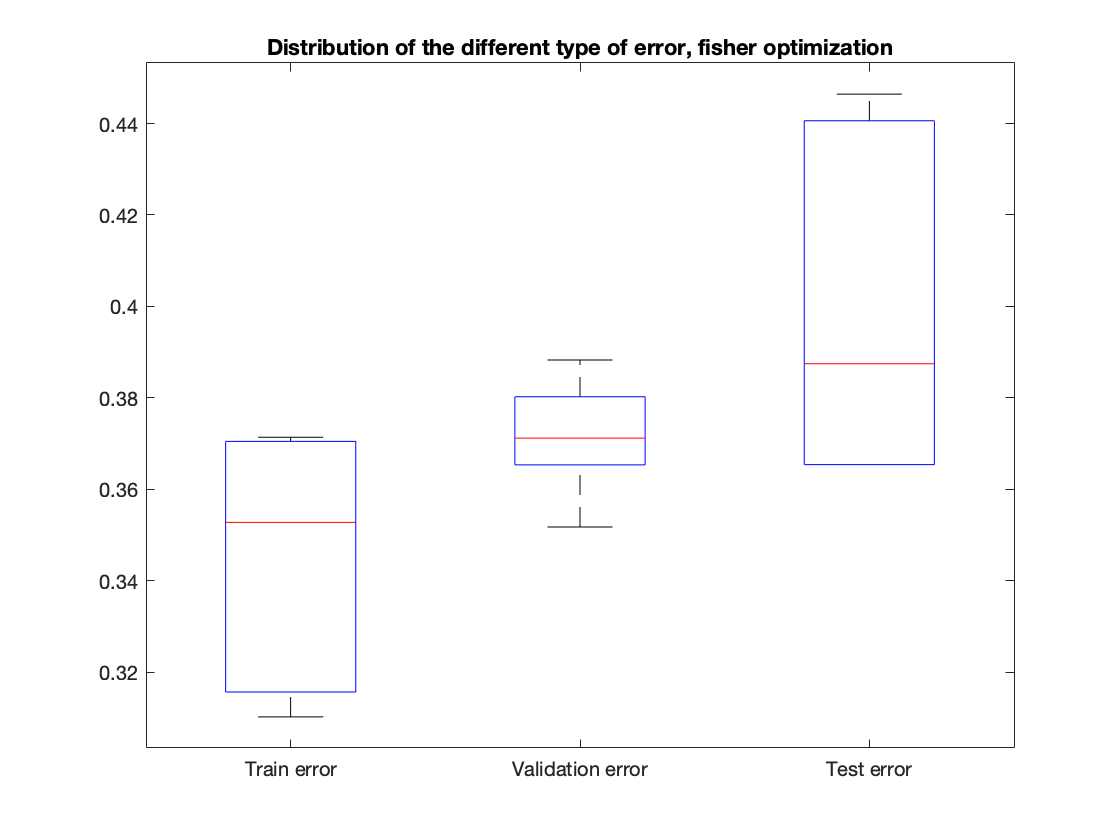 Distribution of the different type of error, fisher optimization
0.44
0.42
0.4
0.38
0.36
0.34
0.32
Train error
Validation error
Test error